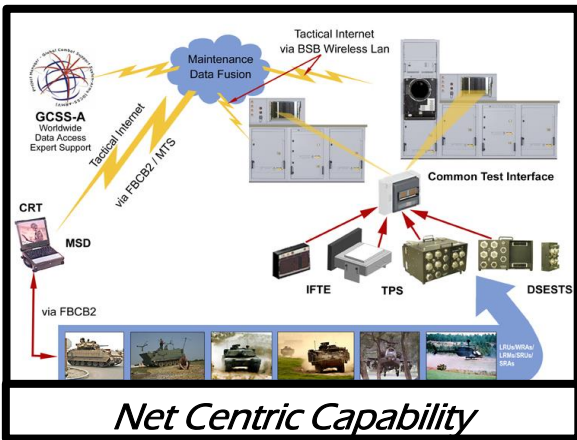 Tactical Internet
via BSB Wireless Lan
Maintenance
Data Fusion
GCSS-A
Worldwide
Data Access
Expert Support
Tactical Internet
via FBCB2 / MTS
Common Test Interface
CRT
MSD
IFTE
TPS
DSESTS
via FBCB2
LRUs/WRAs/
LRMs/SRUs/
SRAs
Net Centric Capability